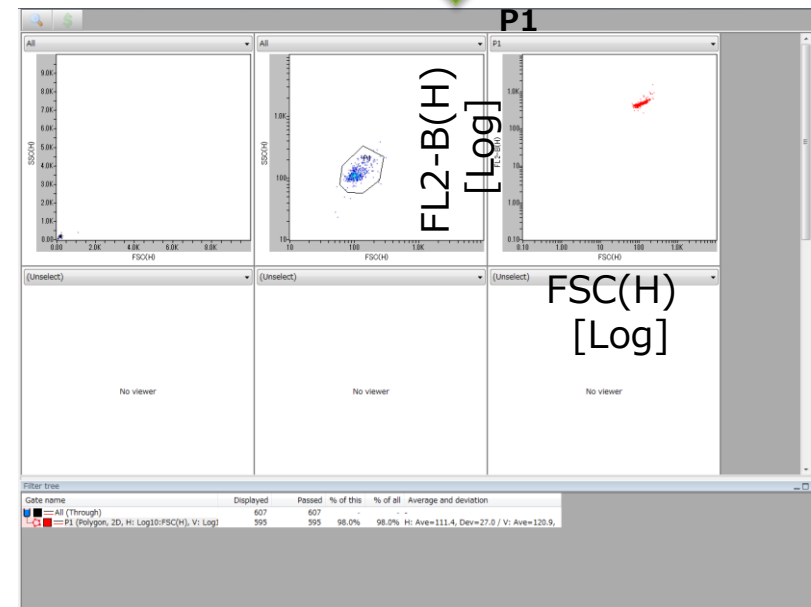 P1
All
All
P1
9.0K
8.0K
7.0K
6.0K
5.0K
4.0K
3.0K
2.0K
1.0K
0.00
SSC(H)
0.00 2.0K 4.0K 6.0K 8.0K
FSC(H)
1.0K
100
10
SSC(H)
10 100 1.0K
FSC(H)
FL2-B(H)
[Log]
1.0K
100
10
1.00
0.10
FL2-B(H)
0.10 1.00 10 100 1.0K
FSC(H)
(Unselect)
(Unselect)
(Unselect)
FSC(H)
[Log]
No viewer
No viewer
No viewer
Filter tree
Gate name Displayed Passed % of this % of all Average and deviation
All (Through) 607 607 - - -
P1 (Polygon, 2D, H: Log10:FSC(H), V: Log1 595 595 98.0% 98.0% H: Ave=111.4, Dev=27.0 / V: Ave=120.9,